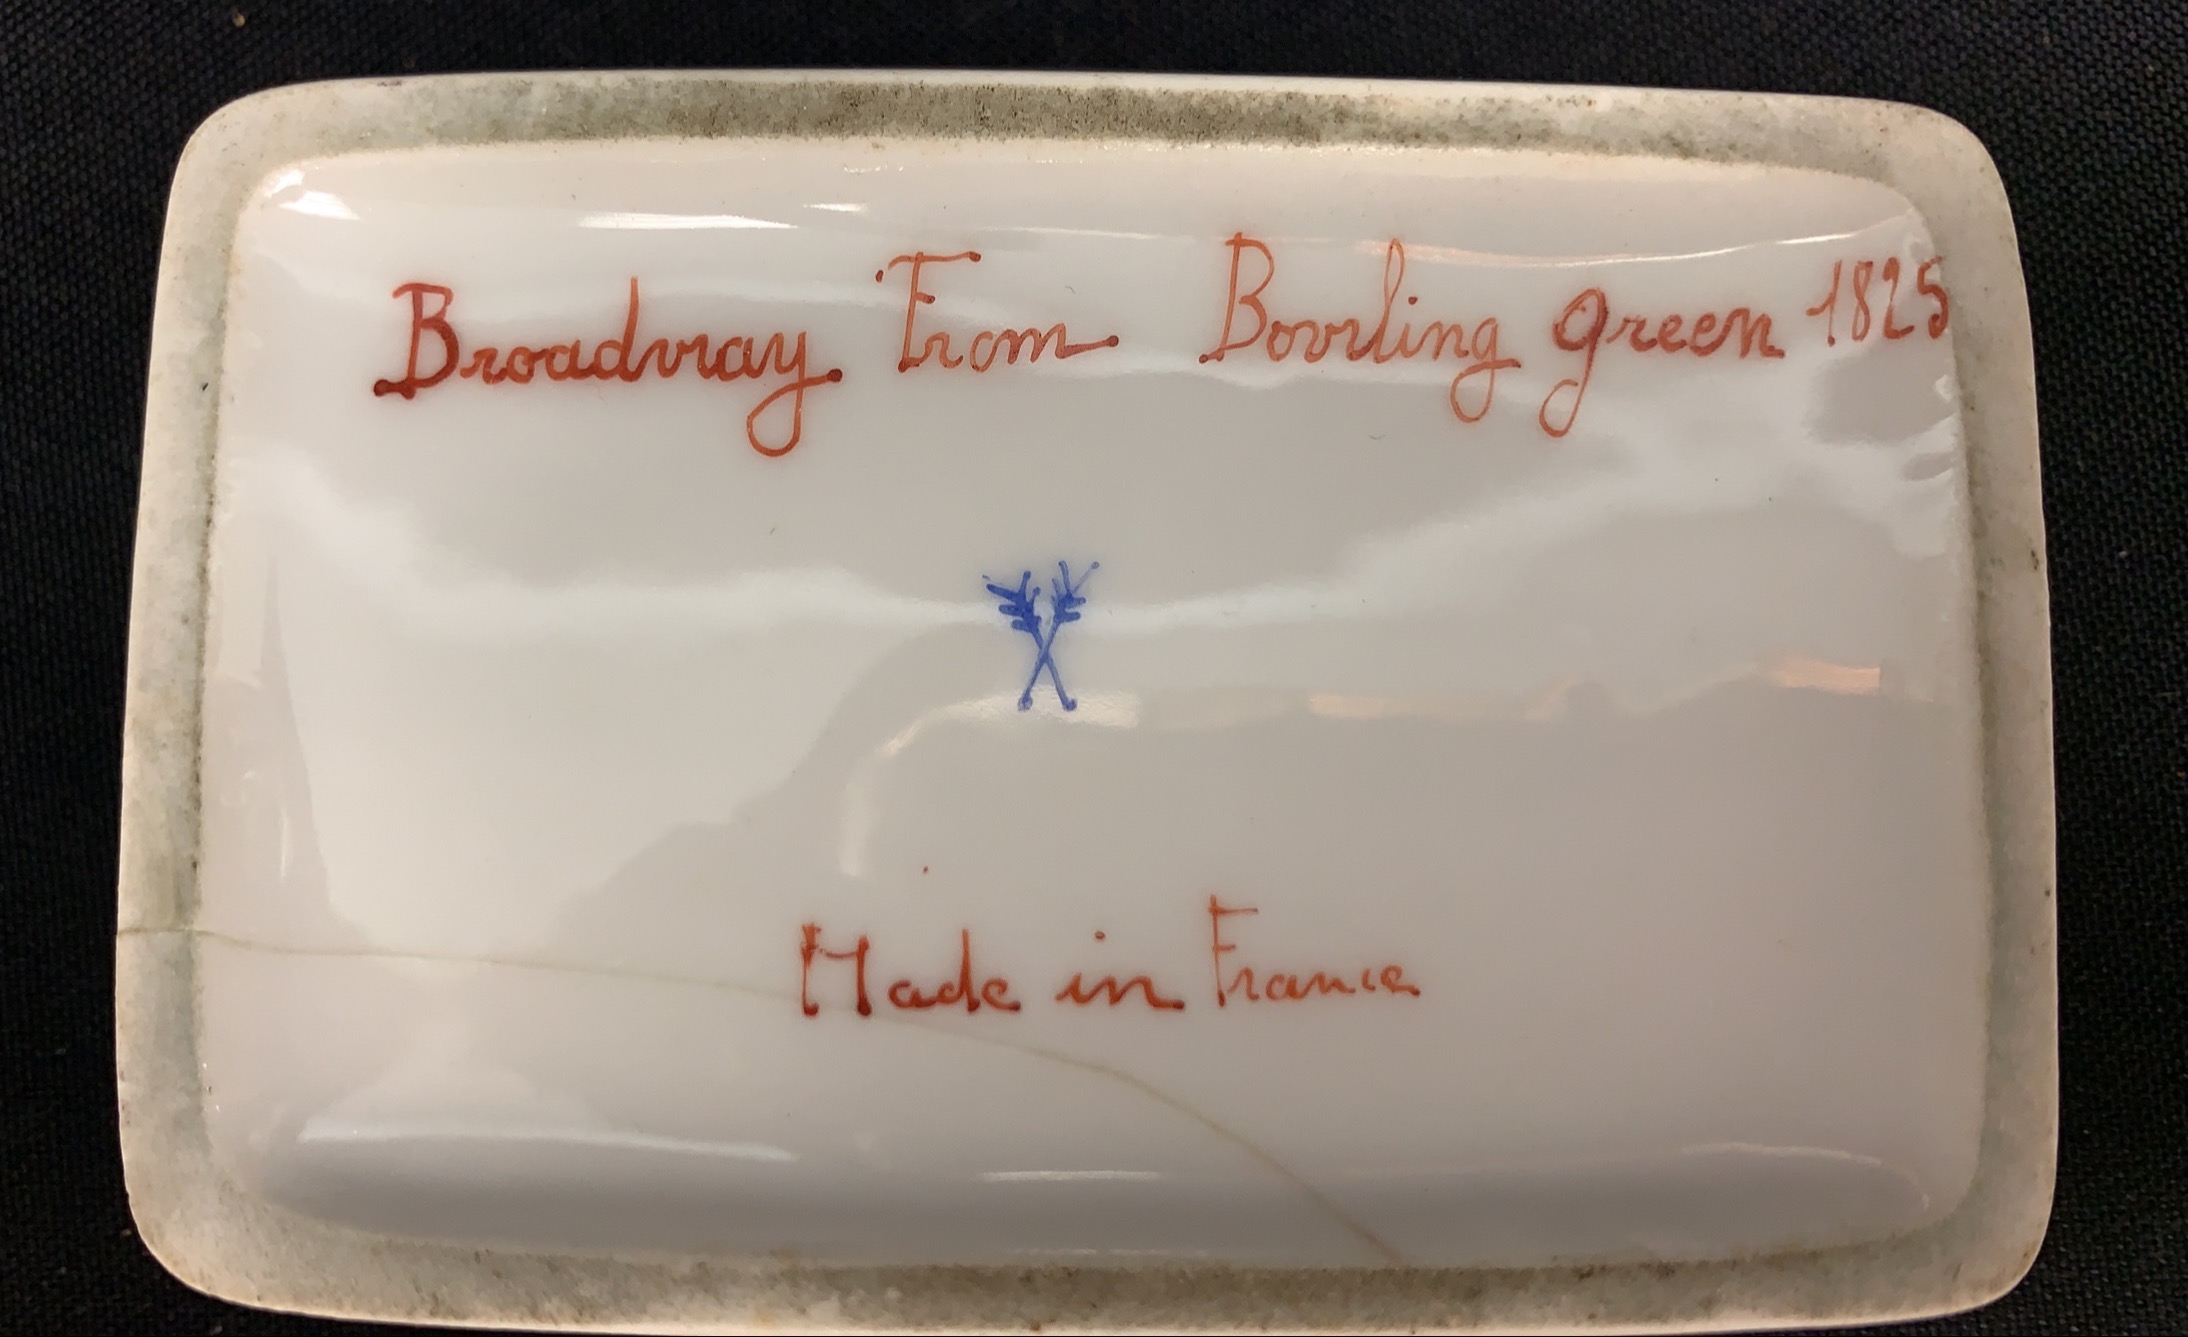 Broadway From Bowling green 1825
Made in France